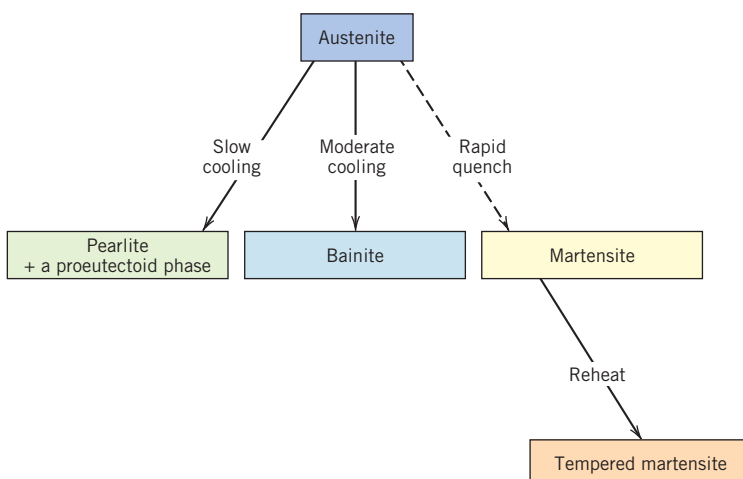 Austenite
Slow
cooling
Moderate
cooling
Rapid
quench
Pearlite
+ a proeutectoid phase
Bainite
Martensite
Reheat
Tempered martensite